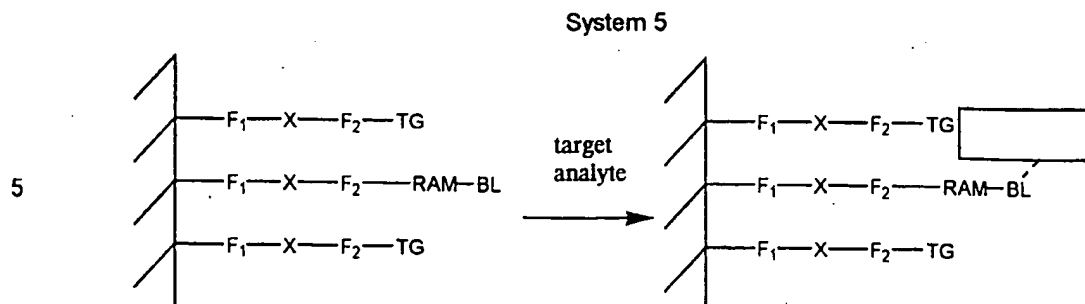 System 5
F₁—X—F₂—TG
F₁—X—F₂—TG
target
analyte
5
F₁—X—F₂—RAM—BL
F₁—X—F₂—RAM—BL
F₁—X—F₂—TG
F₁—X—F₂—TG